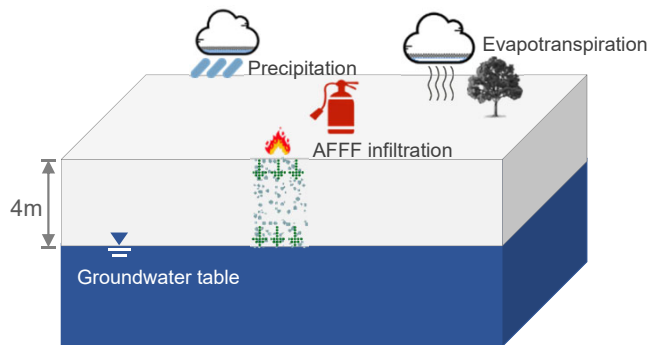 Evapotranspiration
Precipitation
AFFF infiltration
4m
Groundwater table